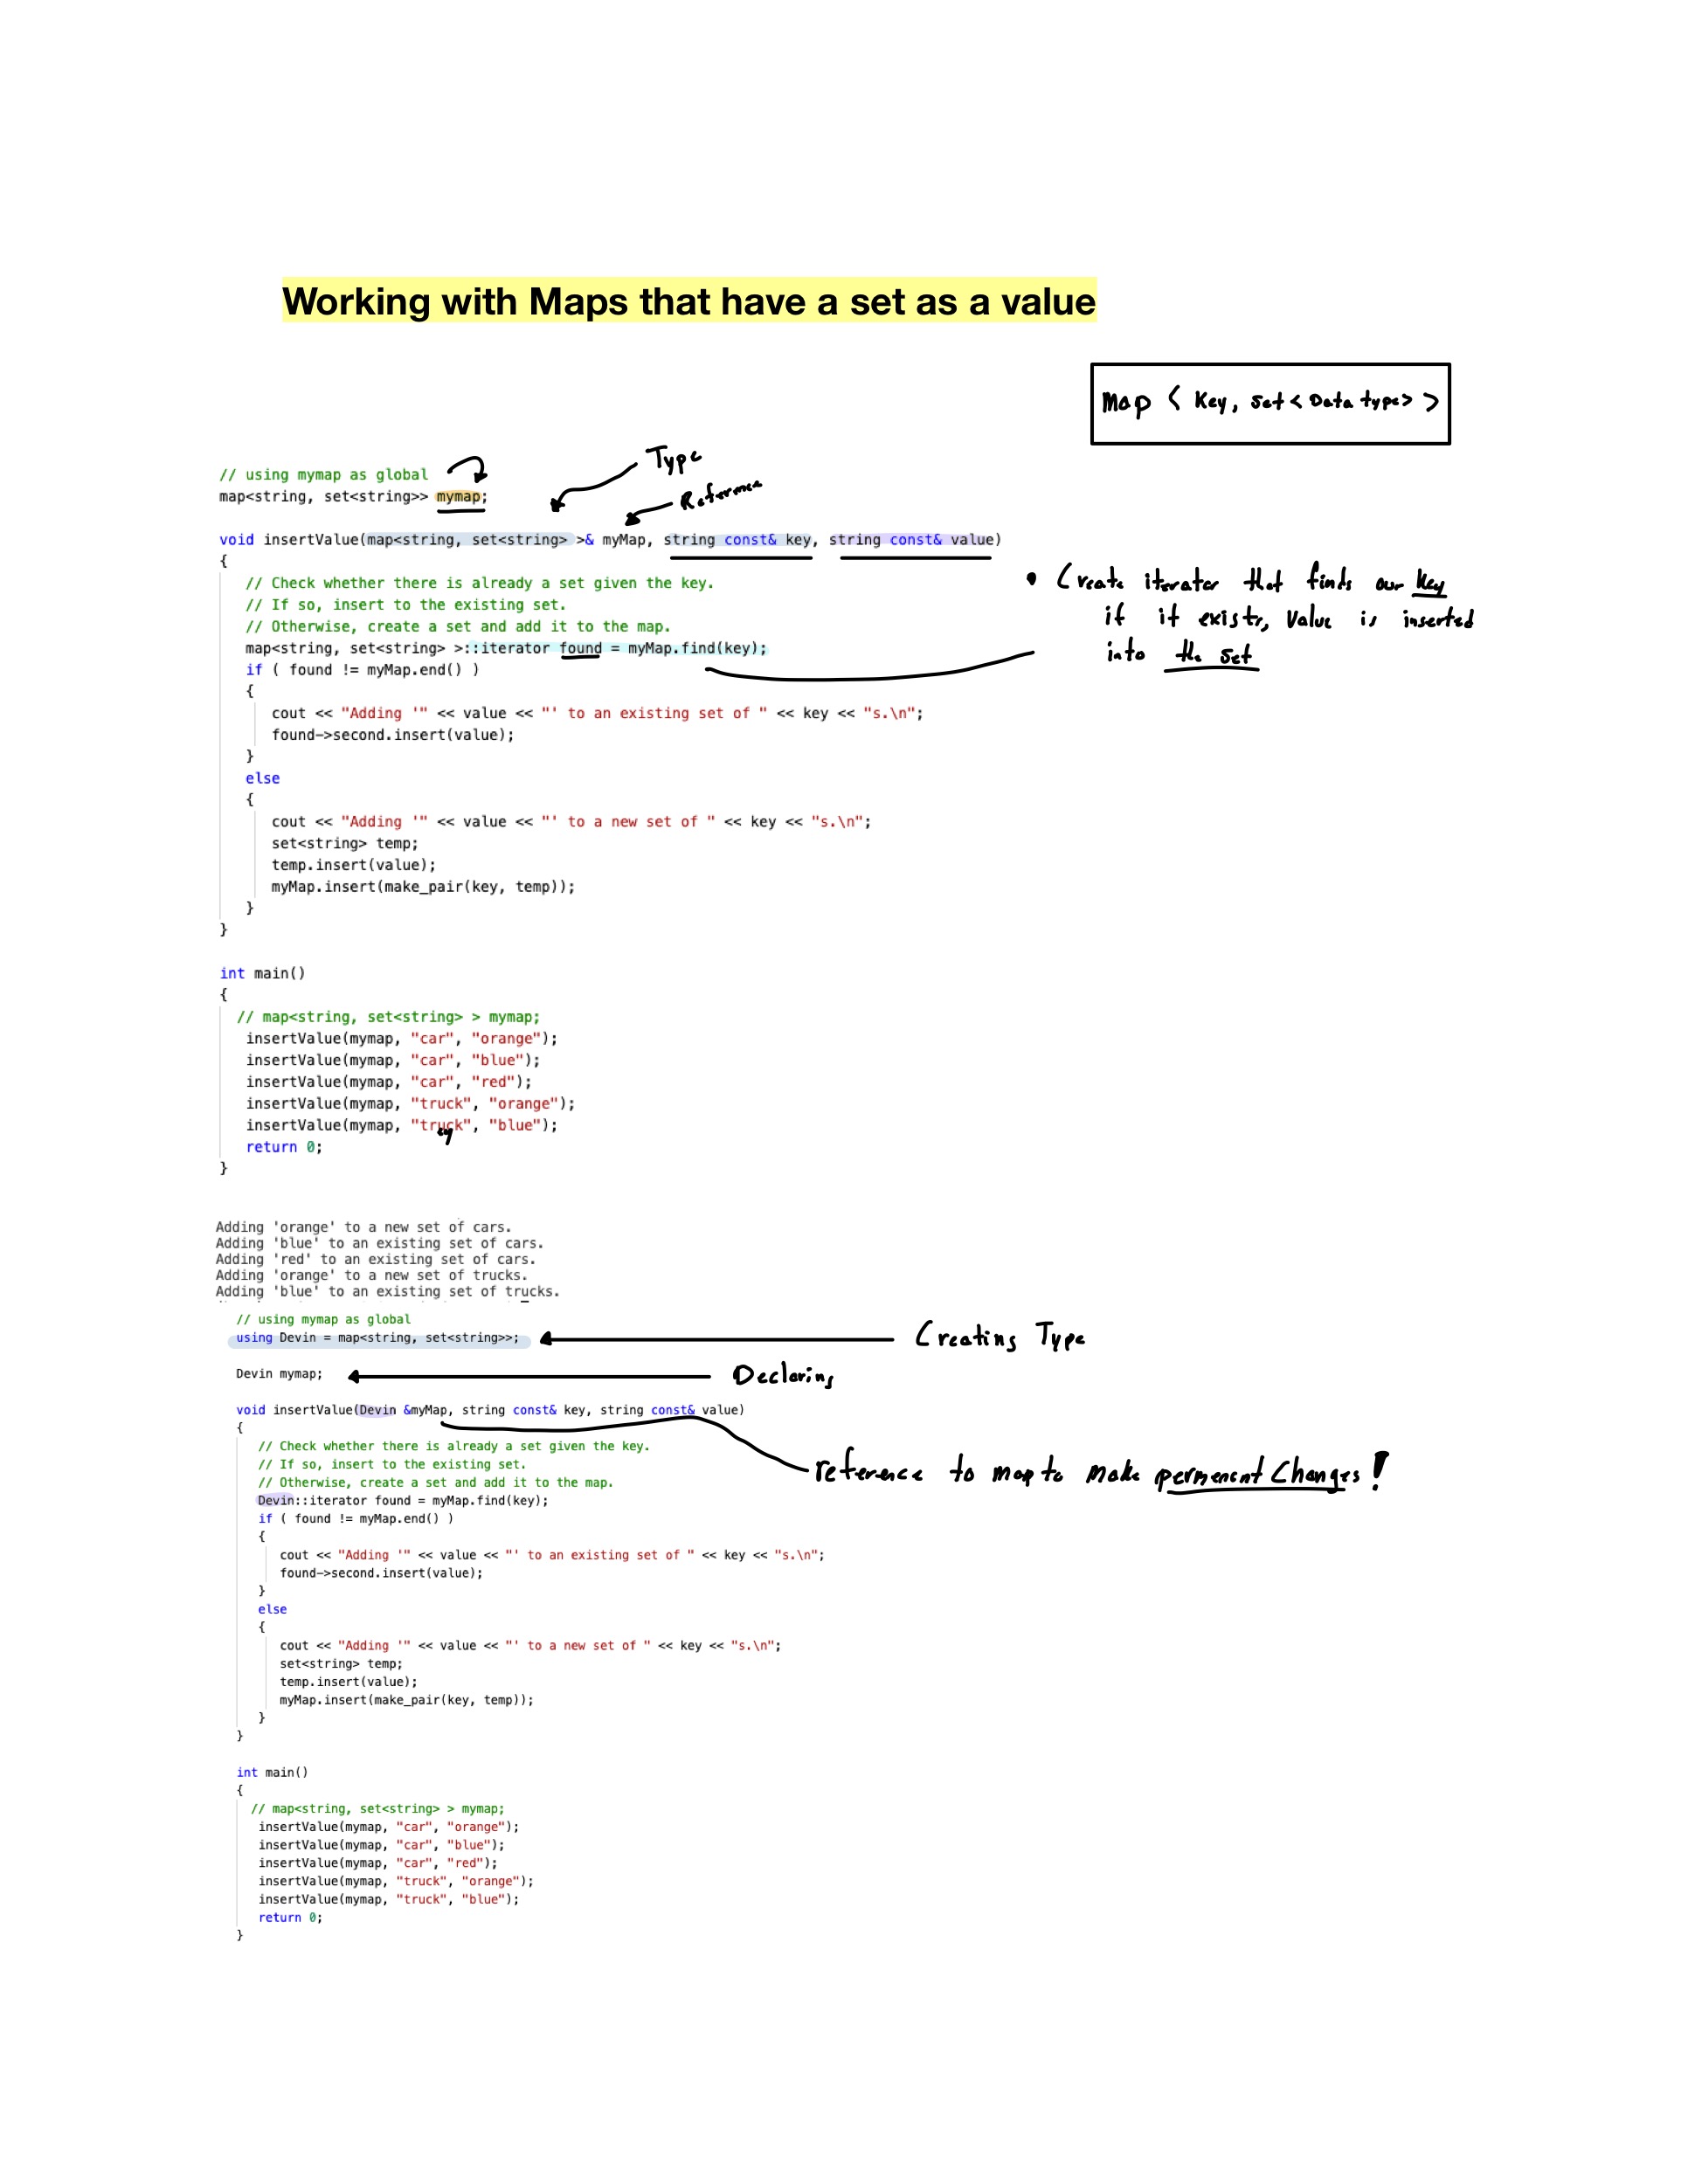 Working with Maps that have a set as a value
Map < Key, set < Data type > >
// using mymap as global
map<string, set<string>> mymap;
Type
Reference
void insertValue(map<string, set<string> >& myMap, string const& key, string const& value)
{
// Check whether there is already a set given the key.
// If so, insert to the existing set.
// Otherwise, create a set and add it to the map.
map<string, set<string> >::iterator found = myMap.find(key);
if ( found != myMap.end() )
{
cout << "Adding '" << value << "' to an existing set of " << key << "s.\n";
found->second.insert(value);
}
else
{
cout << "Adding '" << value << "' to a new set of " << key << "s.\n";
set<string> temp;
temp.insert(value);
myMap.insert(make_pair(key, temp));
}
}
• Create iterator that finds our key
if it exists, value is inserted
into the set
int main()
{
// map<string, set<string> > mymap;
insertValue(mymap, "car", "orange");
insertValue(mymap, "car", "blue");
insertValue(mymap, "car", "red");
insertValue(mymap, "truck", "orange");
insertValue(mymap, "truck", "blue");
return 0;
}
Adding 'orange' to a new set of cars.
Adding 'blue' to an existing set of cars.
Adding 'red' to an existing set of cars.
Adding 'orange' to a new set of trucks.
Adding 'blue' to an existing set of trucks.
// using mymap as global
using Devin = map<string, set<string>>;
Creating Type
Devin mymap;
Declaring
void insertValue(Devin &myMap, string const& key, string const& value)
{
// Check whether there is already a set given the key.
// If so, insert to the existing set.
// Otherwise, create a set and add it to the map.
Devin::iterator found = myMap.find(key);
if ( found != myMap.end() )
{
cout << "Adding '" << value << "' to an existing set of " << key << "s.\n";
found->second.insert(value);
}
else
{
cout << "Adding '" << value << "' to a new set of " << key << "s.\n";
set<string> temp;
temp.insert(value);
myMap.insert(make_pair(key, temp));
}
}
reference to map to make permenent changes!
int main()
{
// map<string, set<string> > mymap;
insertValue(mymap, "car", "orange");
insertValue(mymap, "car", "blue");
insertValue(mymap, "car", "red");
insertValue(mymap, "truck", "orange");
insertValue(mymap, "truck", "blue");
return 0;
}